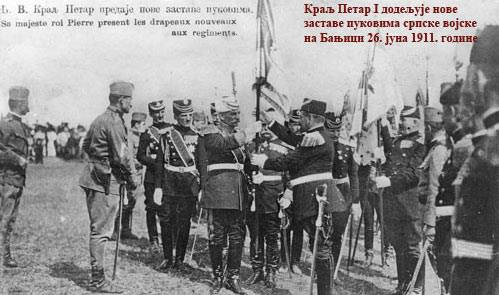 Њ. В. Краљ Петар предаје нове заставе пуковима.
Sa majeste roi Pierre present les drapeaux nouveaux
aux regiments.
Краљ Петар I додељује нове
заставе пуковима српске војске
на Бањици 26. јуна 1911. године